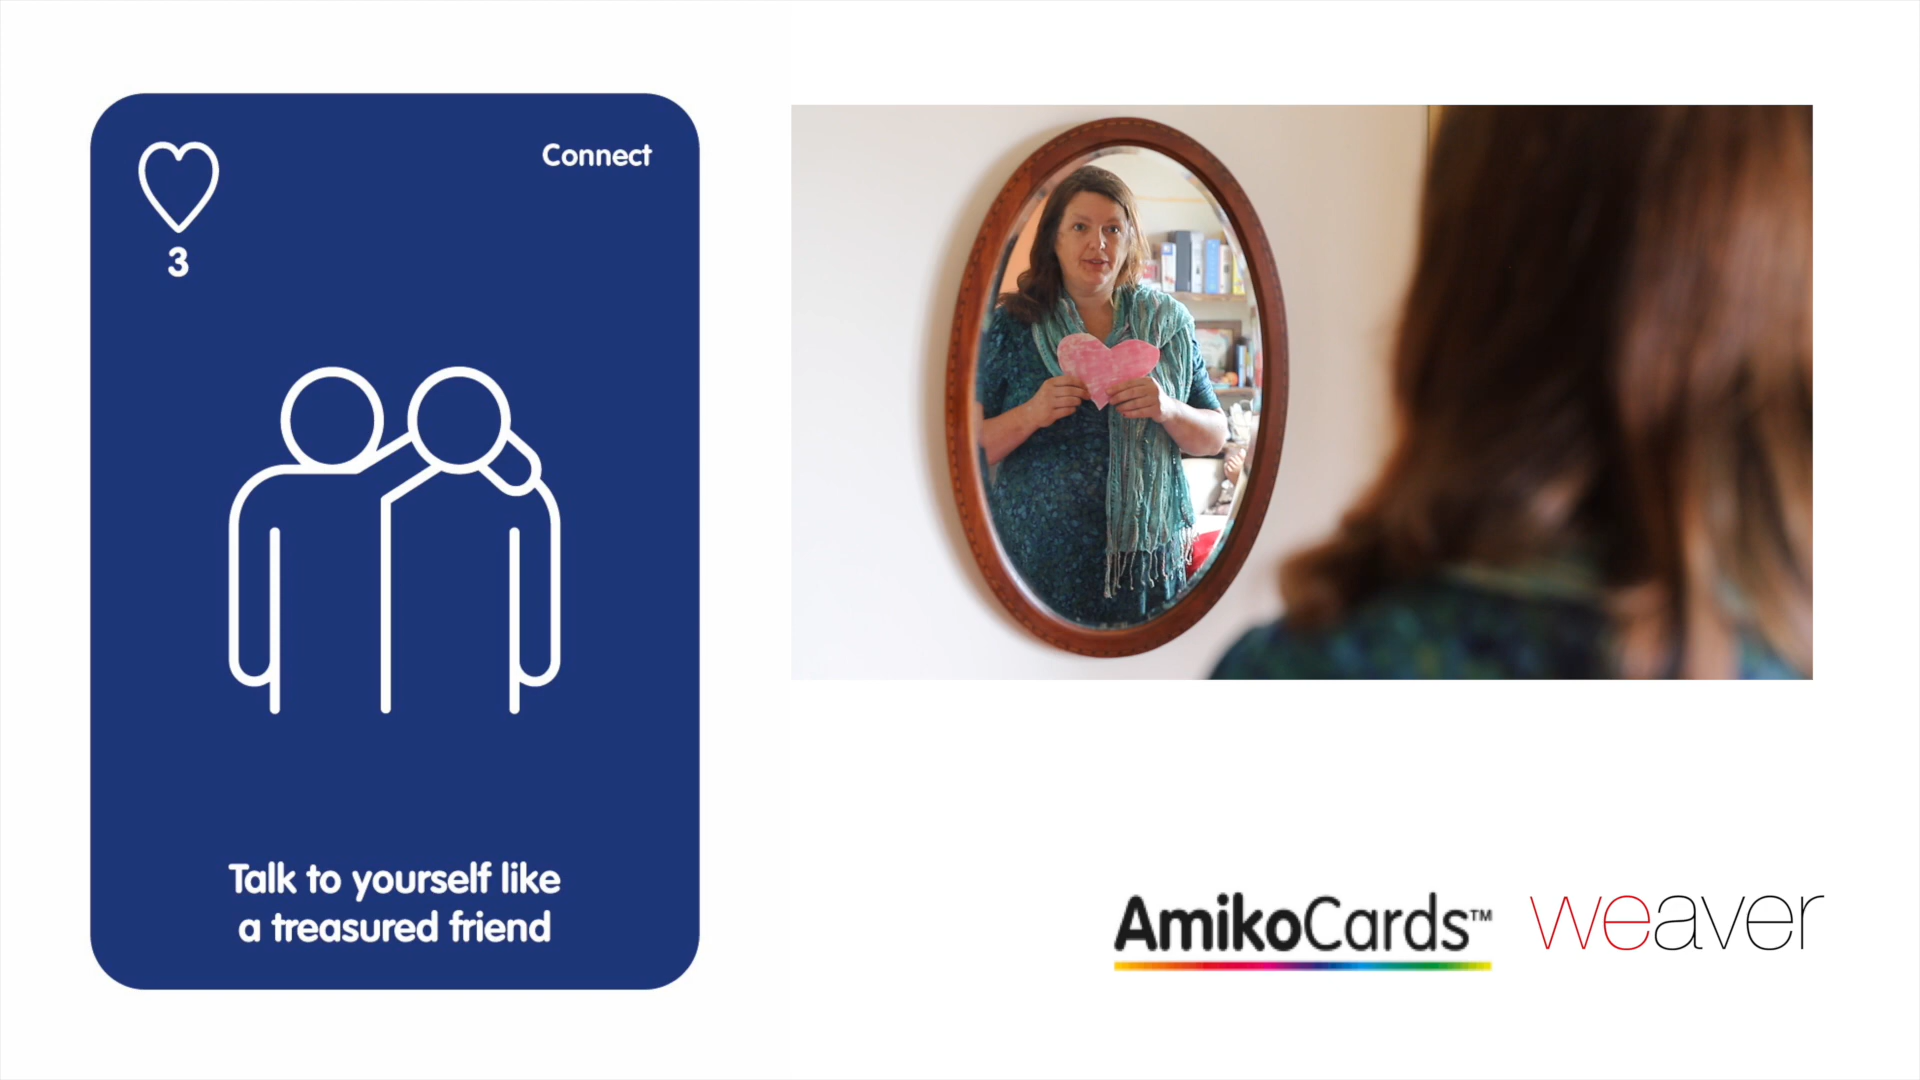 Connect
3
Talk to yourself like
a treasured friend
AmikoCards™
weaver